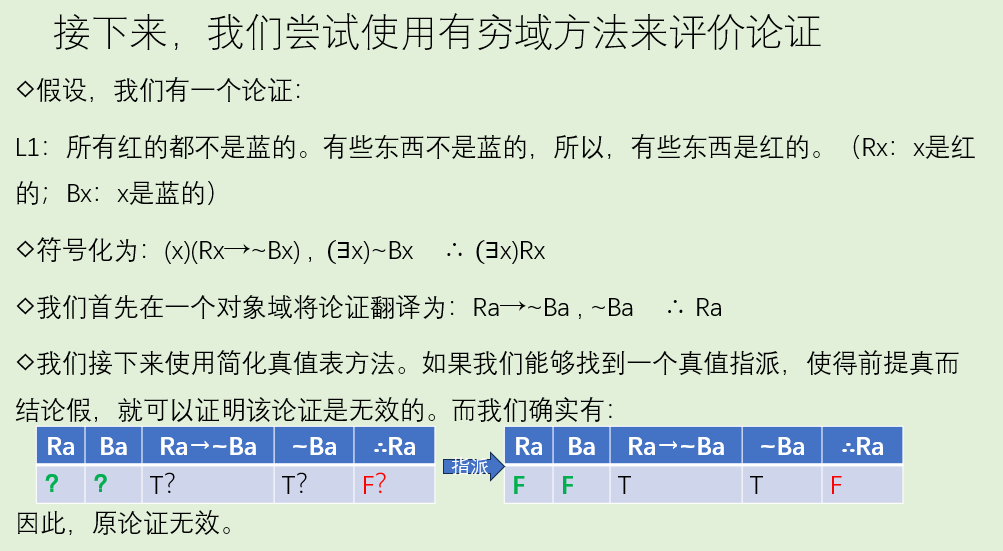 接下来，我们尝试使用有穷域方法来评价论证
◇假设，我们有一个论证：
L1：所有红的都不是蓝的。有些东西不是蓝的，所以，有些东西是红的。（Rx：x是红
的；Bx：x是蓝的）
◇符号化为：(x)(Rx→~Bx) , (∃x)~Bx ∴ (∃x)Rx
◇我们首先在一个对象域将论证翻译为：Ra→~Ba , ~Ba ∴ Ra
◇我们接下来使用简化真值表方法。如果我们能够找到一个真值指派，使得前提真而
结论假，就可以证明该论证是无效的。而我们确实有：
Ra Ba Ra→~Ba ~Ba ∴Ra
? ? T? T? F?
指派
Ra Ba Ra→~Ba ~Ba ∴Ra
F F T T F
因此，原论证无效。